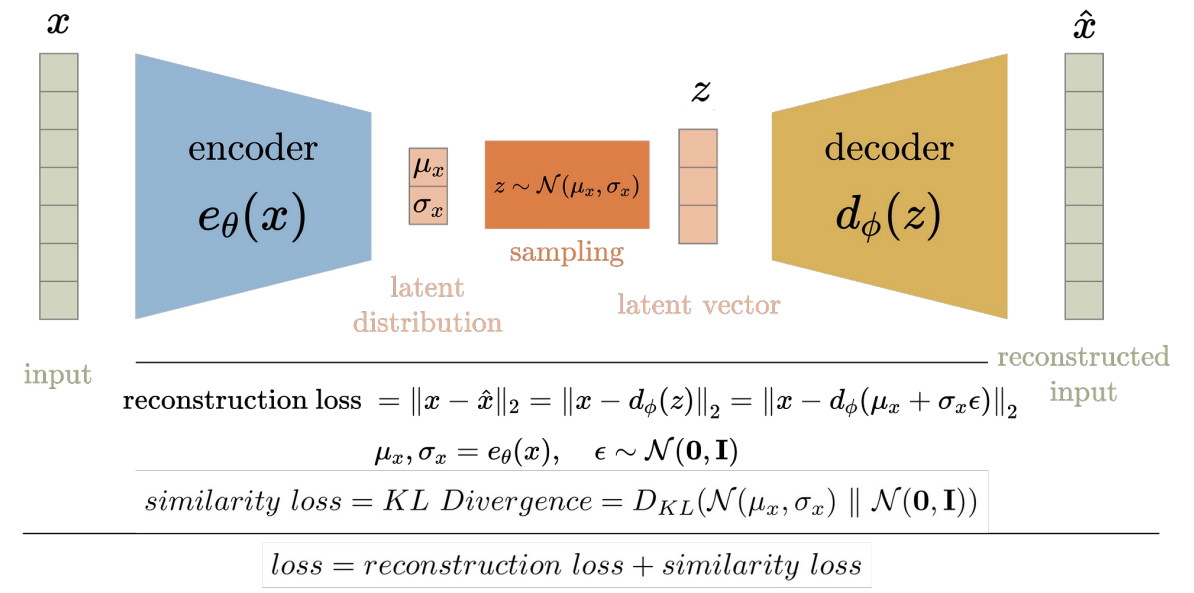 x
x̂
z
encoder
e_θ(x)
μ_x
σ_x
z ∼ 𝒩(μ_x, σ_x)
sampling
decoder
d_ϕ(z)
latent
distribution
latent vector
input
reconstructed
input
reconstruction loss = ‖x − x̂‖₂ = ‖x − d_ϕ(z)‖₂ = ‖x − d_ϕ(μ_x + σ_xϵ)‖₂
μ_x, σ_x = e_θ(x), ϵ ∼ 𝒩(𝟎, 𝐈)
similarity loss = KL Divergence = D_{KL}(𝒩(μ_x, σ_x) ‖ 𝒩(𝟎, 𝐈))
loss = reconstruction loss + similarity loss